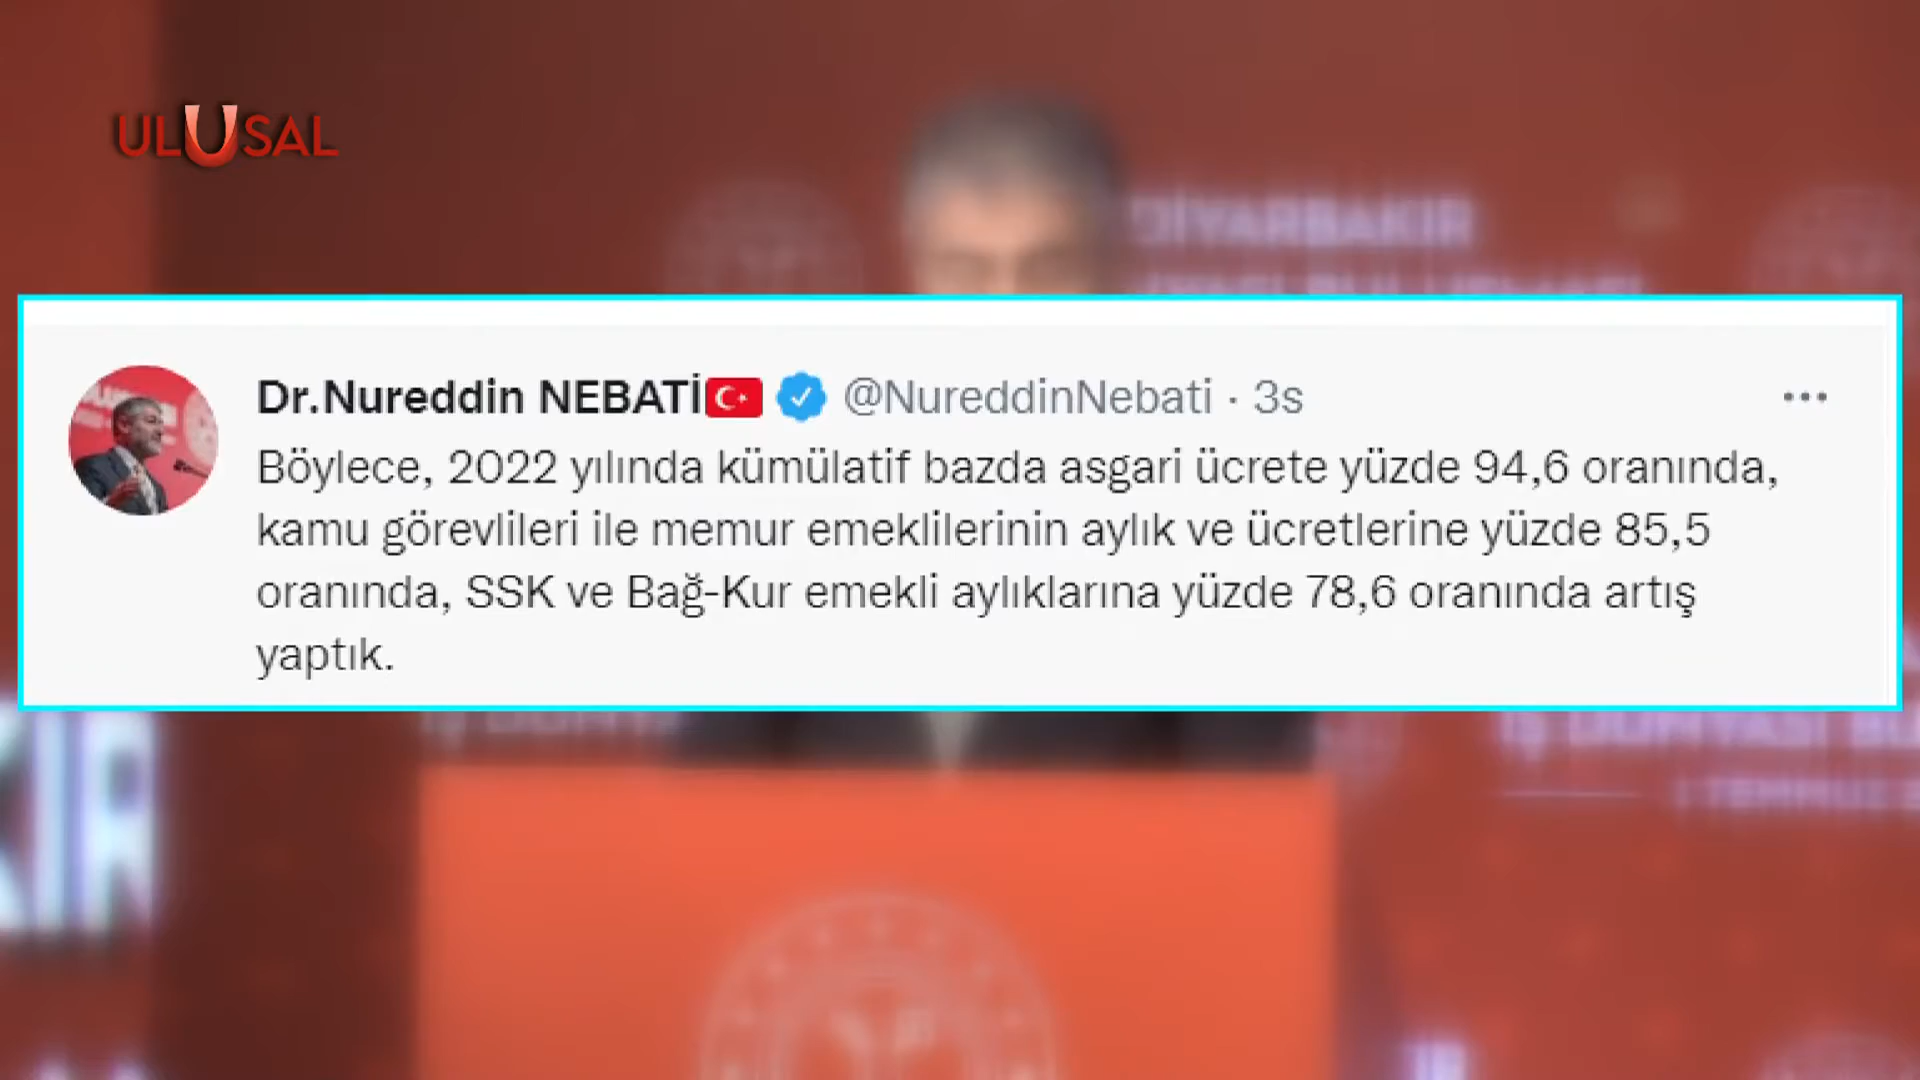 ULUSAL
DİYARBAKIR
Dr.Nureddin NEBATİ @NureddinNebati · 3s
Böylece, 2022 yılında kümülatif bazda asgari ücrete yüzde 94,6 oranında,
kamu görevlileri ile memur emeklilerinin aylık ve ücretlerine yüzde 85,5
oranında, SSK ve Bağ-Kur emekli aylıklarına yüzde 78,6 oranında artış
yaptık.